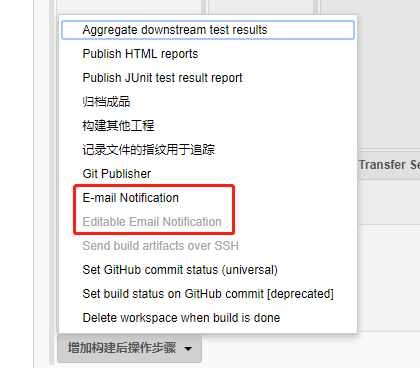 Aggregate downstream test results
Publish HTML reports
Publish JUnit test result report
归档成品
构建其他工程
记录文件的指纹用于追踪
Git Publisher
E-mail Notification
Editable Email Notification
Send build artifacts over SSH
Set GitHub commit status (universal)
Set build status on GitHub commit [deprecated]
Delete workspace when build is done
Transfer Se
增加构建后操作步骤